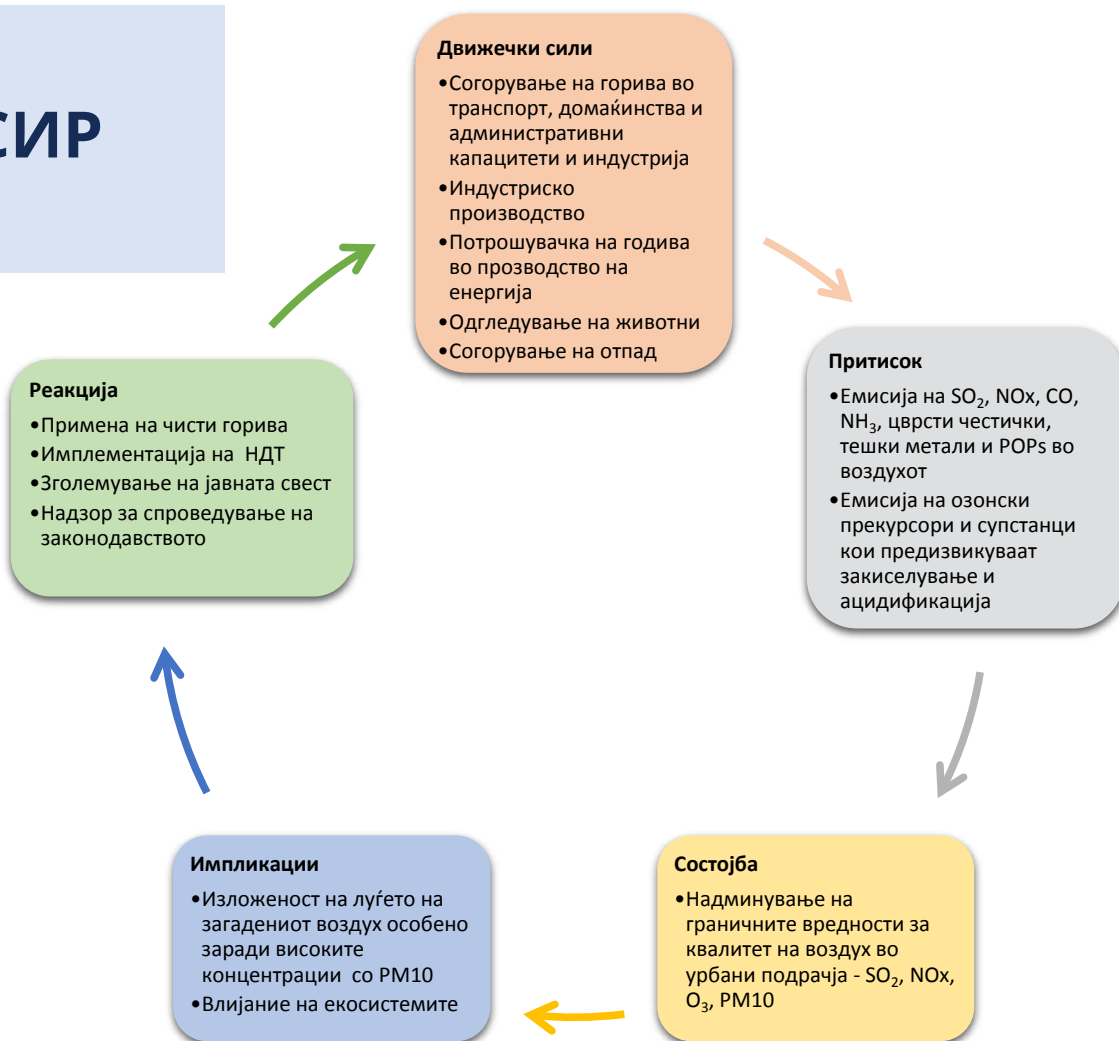 СИР
Движечки сили
•Согорување на горива во
транспорт, домаќинства и
административни
капацитети и индустрија
•Индустриско
производство
•Потрошувачка на годива
во прозводство на
енергија
•Одгледување на животни
•Согорување на отпад
Притисок
•Емисија на SO₂, NOx, CO,
NH₃, цврсти честички,
тешки метали и POPs во
воздухот
•Емисија на озонски
прекурсори и супстанци
кои предизвикуваат
закиселување и
ацидификација
Состојба
•Надминување на
граничните вредности за
квалитет на воздух во
урбани подрачја - SO₂, NOx,
O₃, PM10
Импликации
•Изложеност на луѓето на
загадениот воздух особено
заради високите
концентрации со PM10
•Влијание на екосистемите
Реакција
•Примена на чисти горива
•Имплементација на НДТ
•Зголемување на јавната свест
•Надзор за спроведување на
законодавството